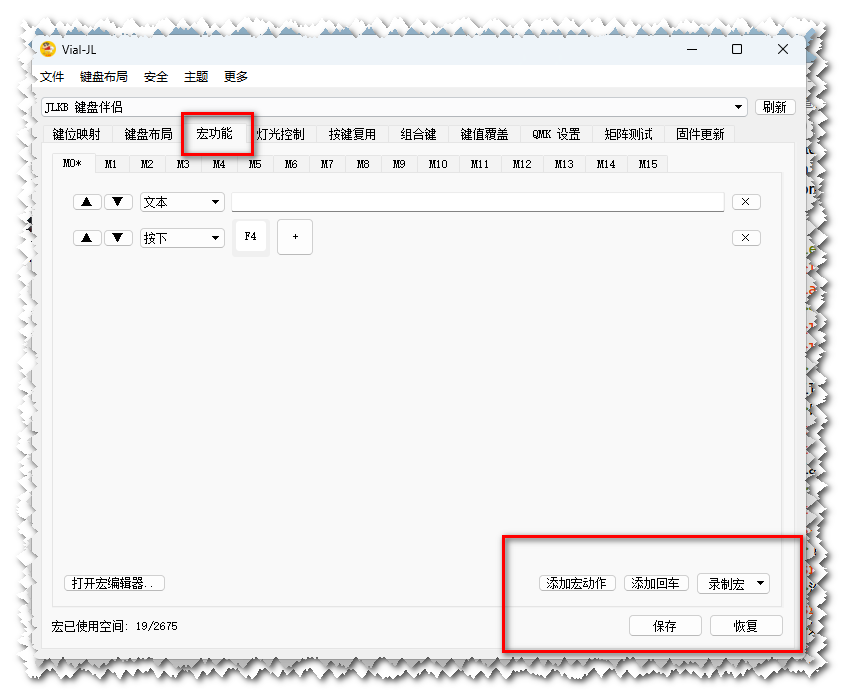 Vial-JL
文件 键盘布局 安全 主题 更多
JLKB 键盘伴侣 刷新
键位映射 键盘布局 宏功能 灯光控制 按键复用 组合键 键值覆盖 QMK 设置 矩阵测试 固件更新
M0* M1 M2 M3 M4 M5 M6 M7 M8 M9 M10 M11 M12 M13 M14 M15
文本
按下 F4 +
打开宏编辑器.. 添加宏动作 添加回车 录制宏
宏已使用空间: 19/2675 保存 恢复